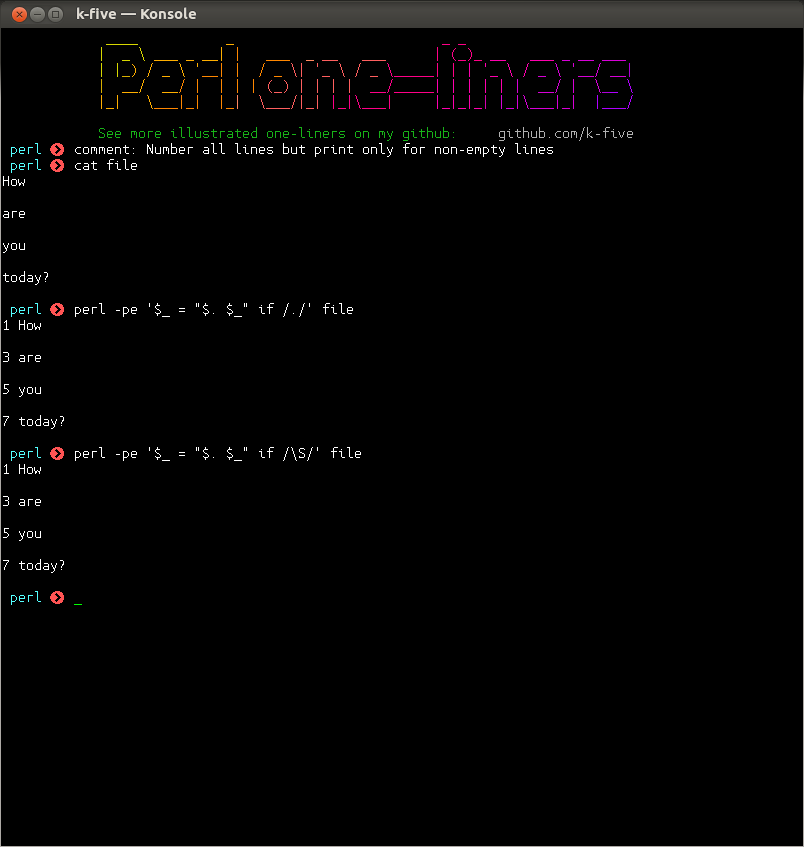 k-five — Konsole
Perl one-liners
See more illustrated one-liners on my github: github.com/k-five
perl comment: Number all lines but print only for non-empty lines
perl cat file
How
are
you
today?
perl perl -pe '$_ = "$. $_" if /./' file
1 How
3 are
5 you
7 today?
perl perl -pe '$_ = "$. $_" if /\S/' file
1 How
3 are
5 you
7 today?
perl _